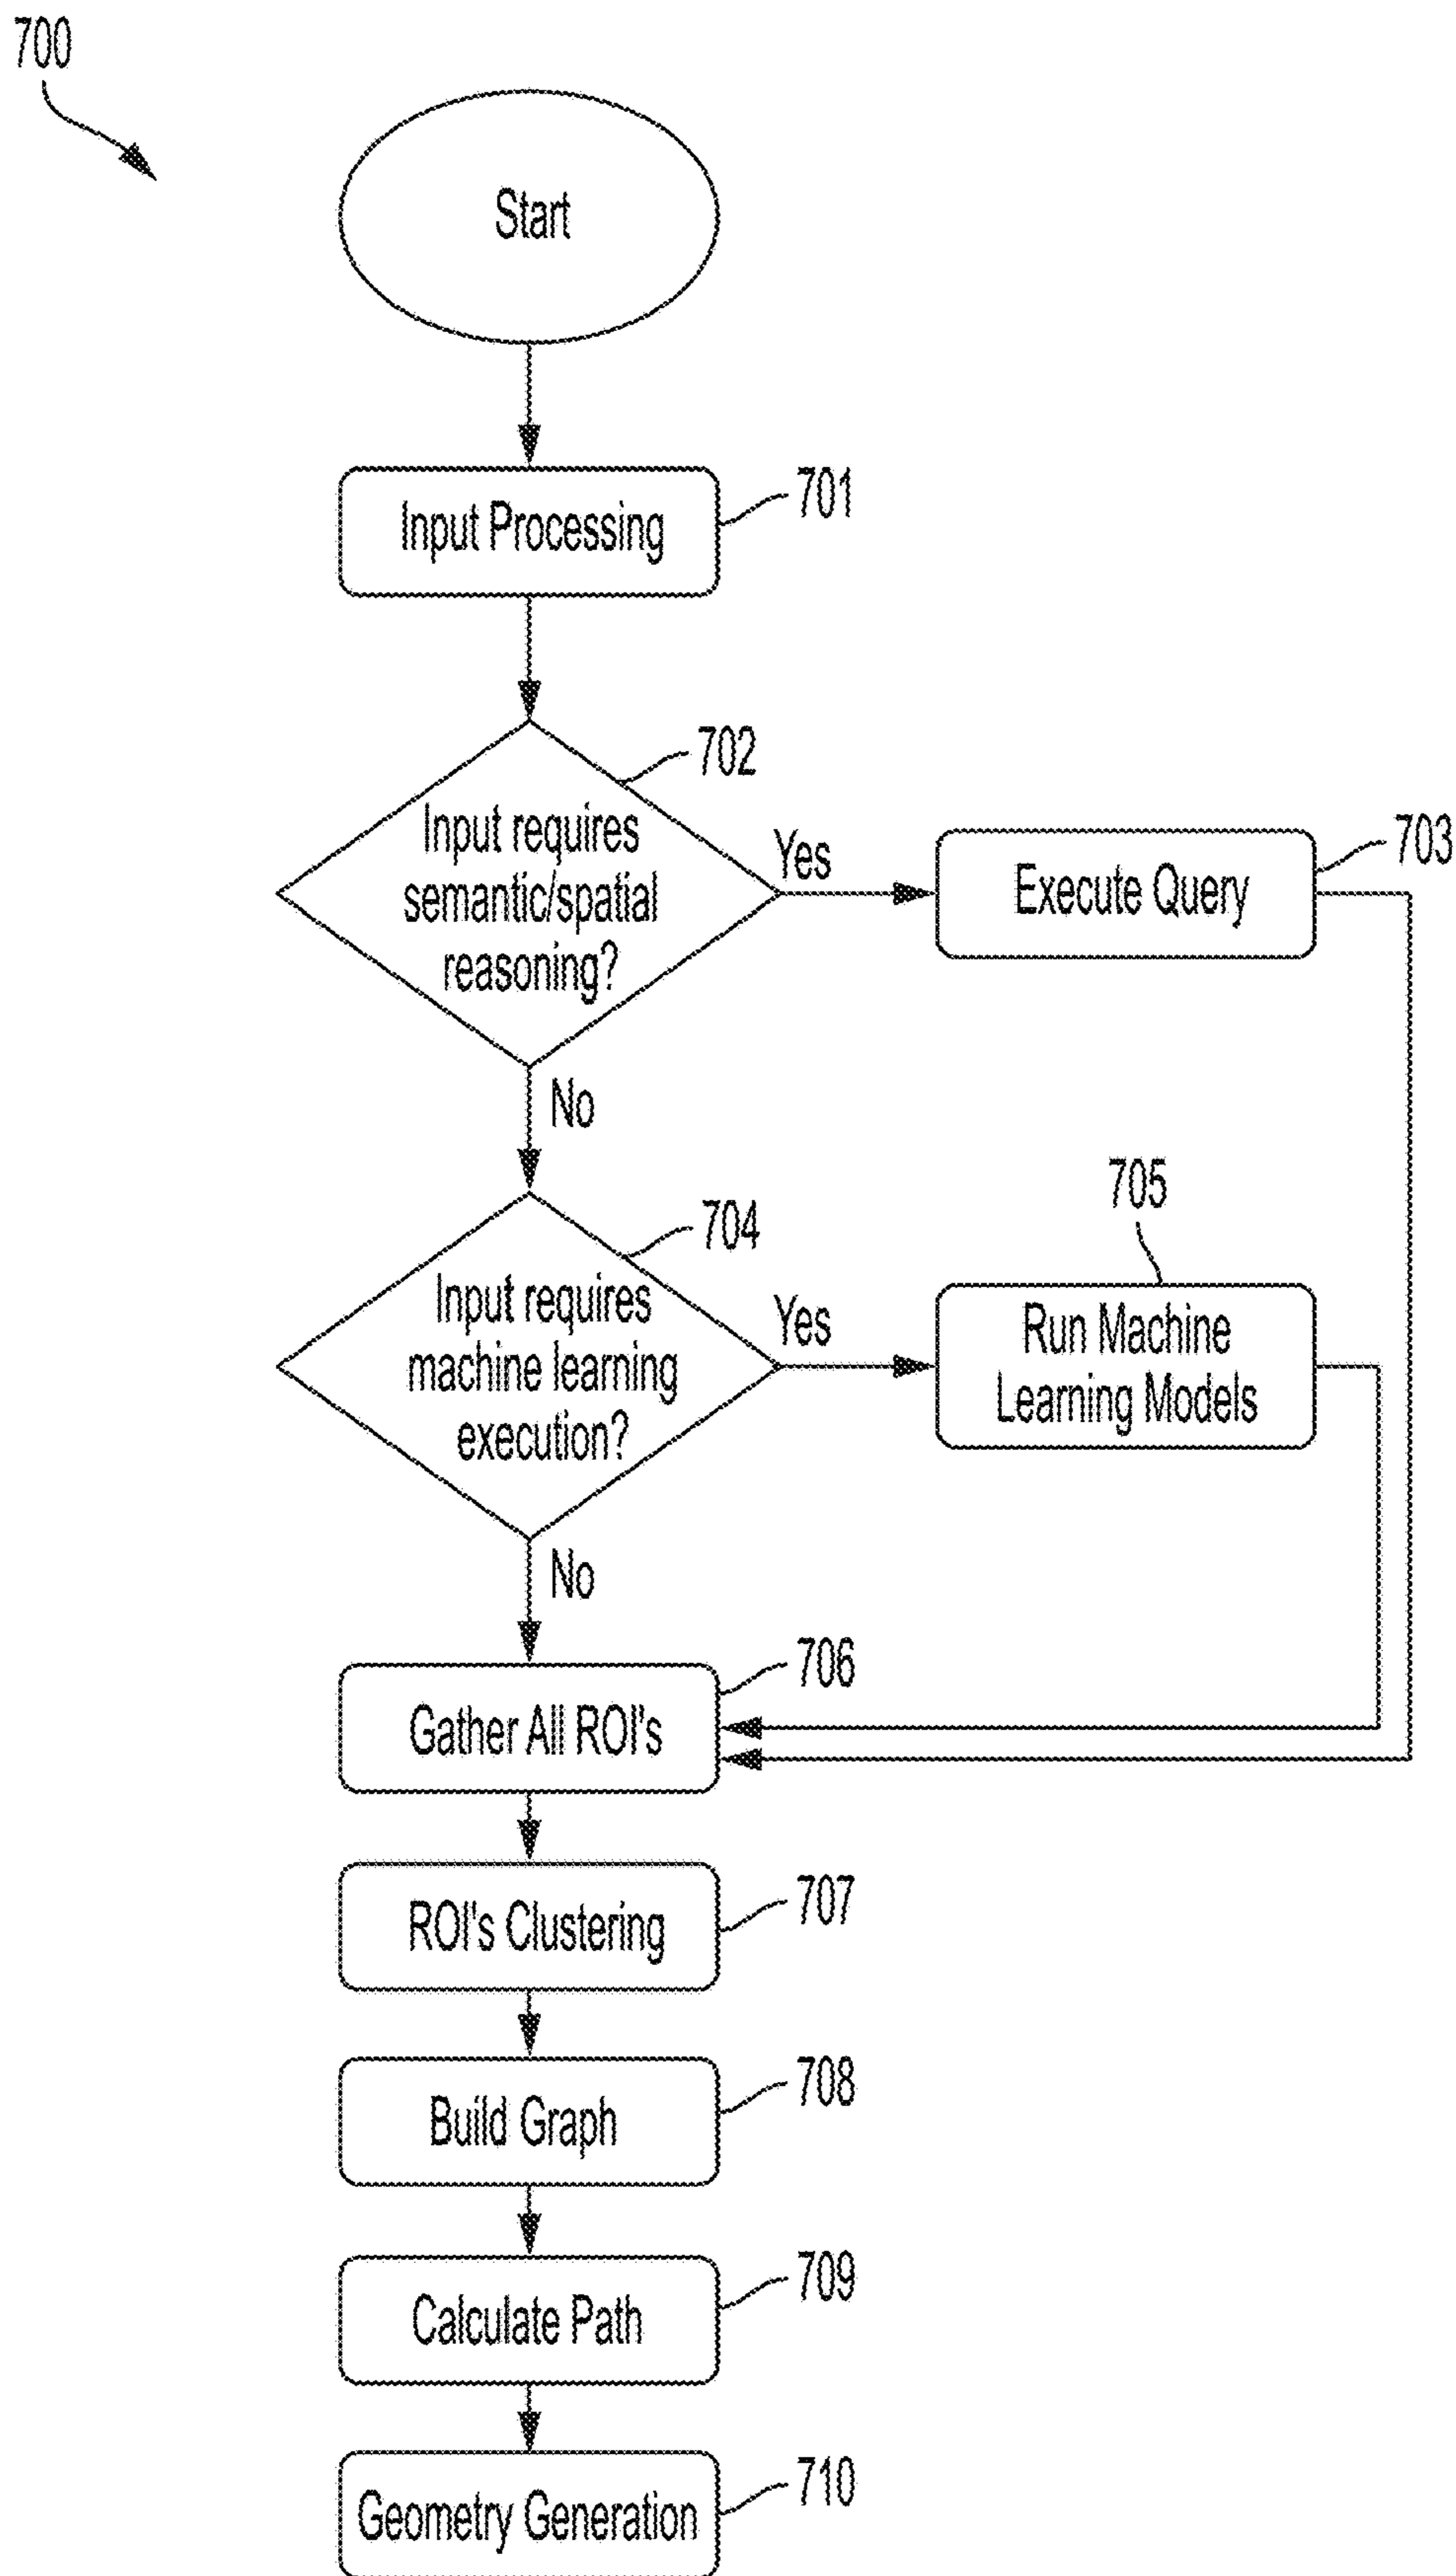 700
Start
Input Processing
701
702
Input requires
semantic/spatial
reasoning?
Yes
Execute Query
703
No
704
Input requires
machine learning
execution?
Yes
705
Run Machine
Learning Models
No
706
Gather All ROI's
ROI's Clustering
707
Build Graph
708
Calculate Path
709
Geometry Generation
710